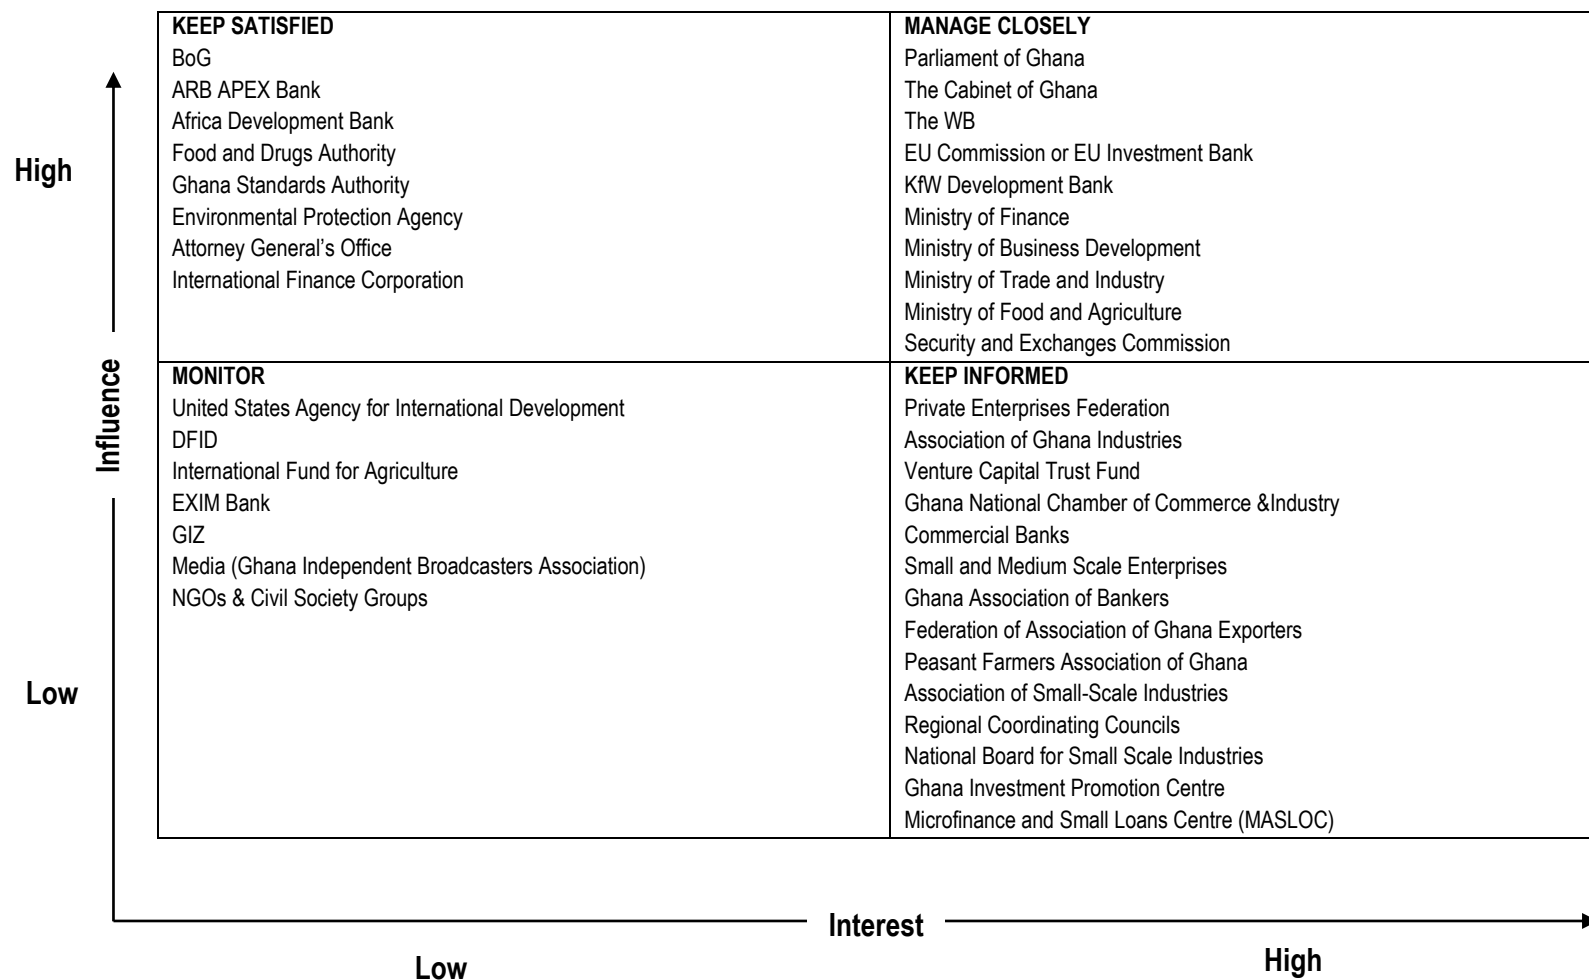 KEEP SATISFIED
BoG
ARB APEX Bank
Africa Development Bank
Food and Drugs Authority
Ghana Standards Authority
Environmental Protection Agency
Attorney General’s Office
International Finance Corporation
MANAGE CLOSELY
Parliament of Ghana
The Cabinet of Ghana
The WB
EU Commission or EU Investment Bank
KfW Development Bank
Ministry of Finance
Ministry of Business Development
Ministry of Trade and Industry
Ministry of Food and Agriculture
Security and Exchanges Commission
High
Influence
Low
MONITOR
United States Agency for International Development
DFID
International Fund for Agriculture
EXIM Bank
GIZ
Media (Ghana Independent Broadcasters Association)
NGOs & Civil Society Groups
KEEP INFORMED
Private Enterprises Federation
Association of Ghana Industries
Venture Capital Trust Fund
Ghana National Chamber of Commerce &Industry
Commercial Banks
Small and Medium Scale Enterprises
Ghana Association of Bankers
Federation of Association of Ghana Exporters
Peasant Farmers Association of Ghana
Association of Small-Scale Industries
Regional Coordinating Councils
National Board for Small Scale Industries
Ghana Investment Promotion Centre
Microfinance and Small Loans Centre (MASLOC)
Interest
Low
High